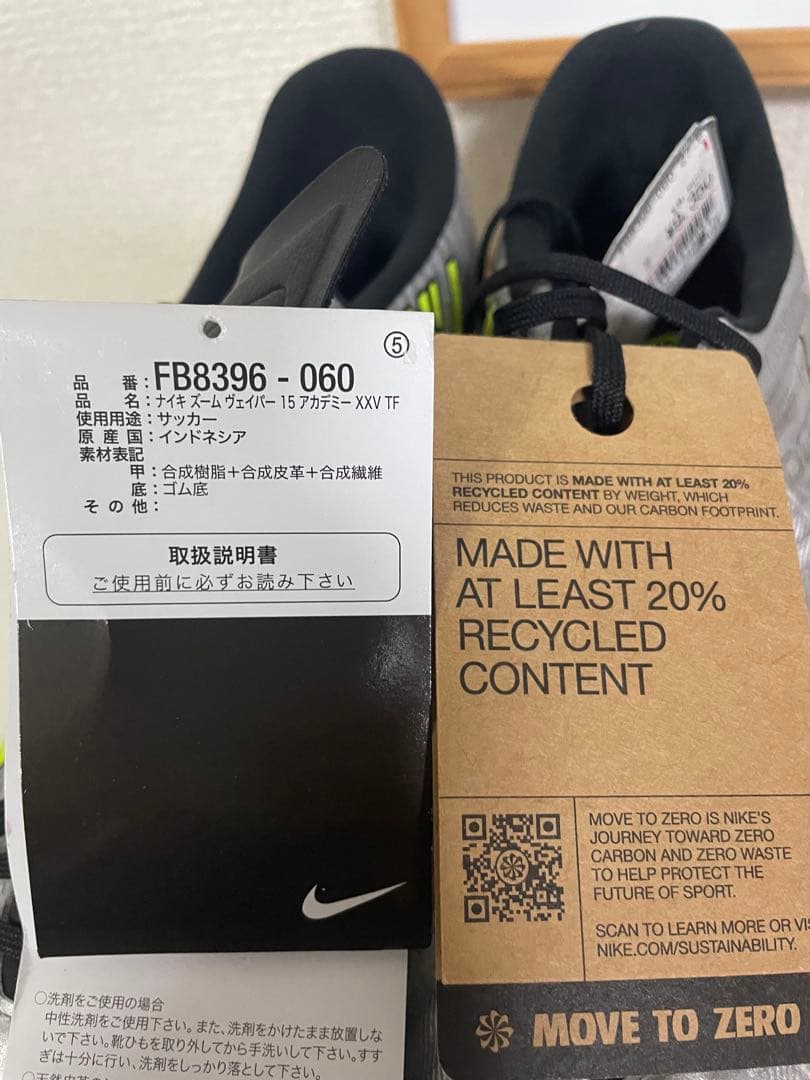 ⑤
品 番：FB8396 - 060
品 名：ナイキ ズーム ヴェイパー 15 アカデミー XXV TF
使用用途：サッカー
原 産 国：インドネシア
素材表記
甲：合成樹脂＋合成皮革＋合成繊維
底：ゴム底
そ の 他：
取扱説明書
ご使用前に必ずお読み下さい
○洗剤をご使用の場合
中性洗剤をご使用下さい。また、洗剤をかけたまま放置しな
いで下さい。靴ひもを取り外してから手洗いして下さい。すす
ぎは十分に行い、洗剤をしっかり落として下さい。
THIS PRODUCT IS MADE WITH AT LEAST 20%
RECYCLED CONTENT BY WEIGHT, WHICH
REDUCES WASTE AND OUR CARBON FOOTPRINT.
MADE WITH
AT LEAST 20%
RECYCLED
CONTENT
MOVE TO ZERO IS NIKE'S
JOURNEY TOWARD ZERO
CARBON AND ZERO WASTE
TO HELP PROTECT THE
FUTURE OF SPORT.
SCAN TO LEARN MORE OR VIS
NIKE.COM/SUSTAINABILITY.
MOVE TO ZERO